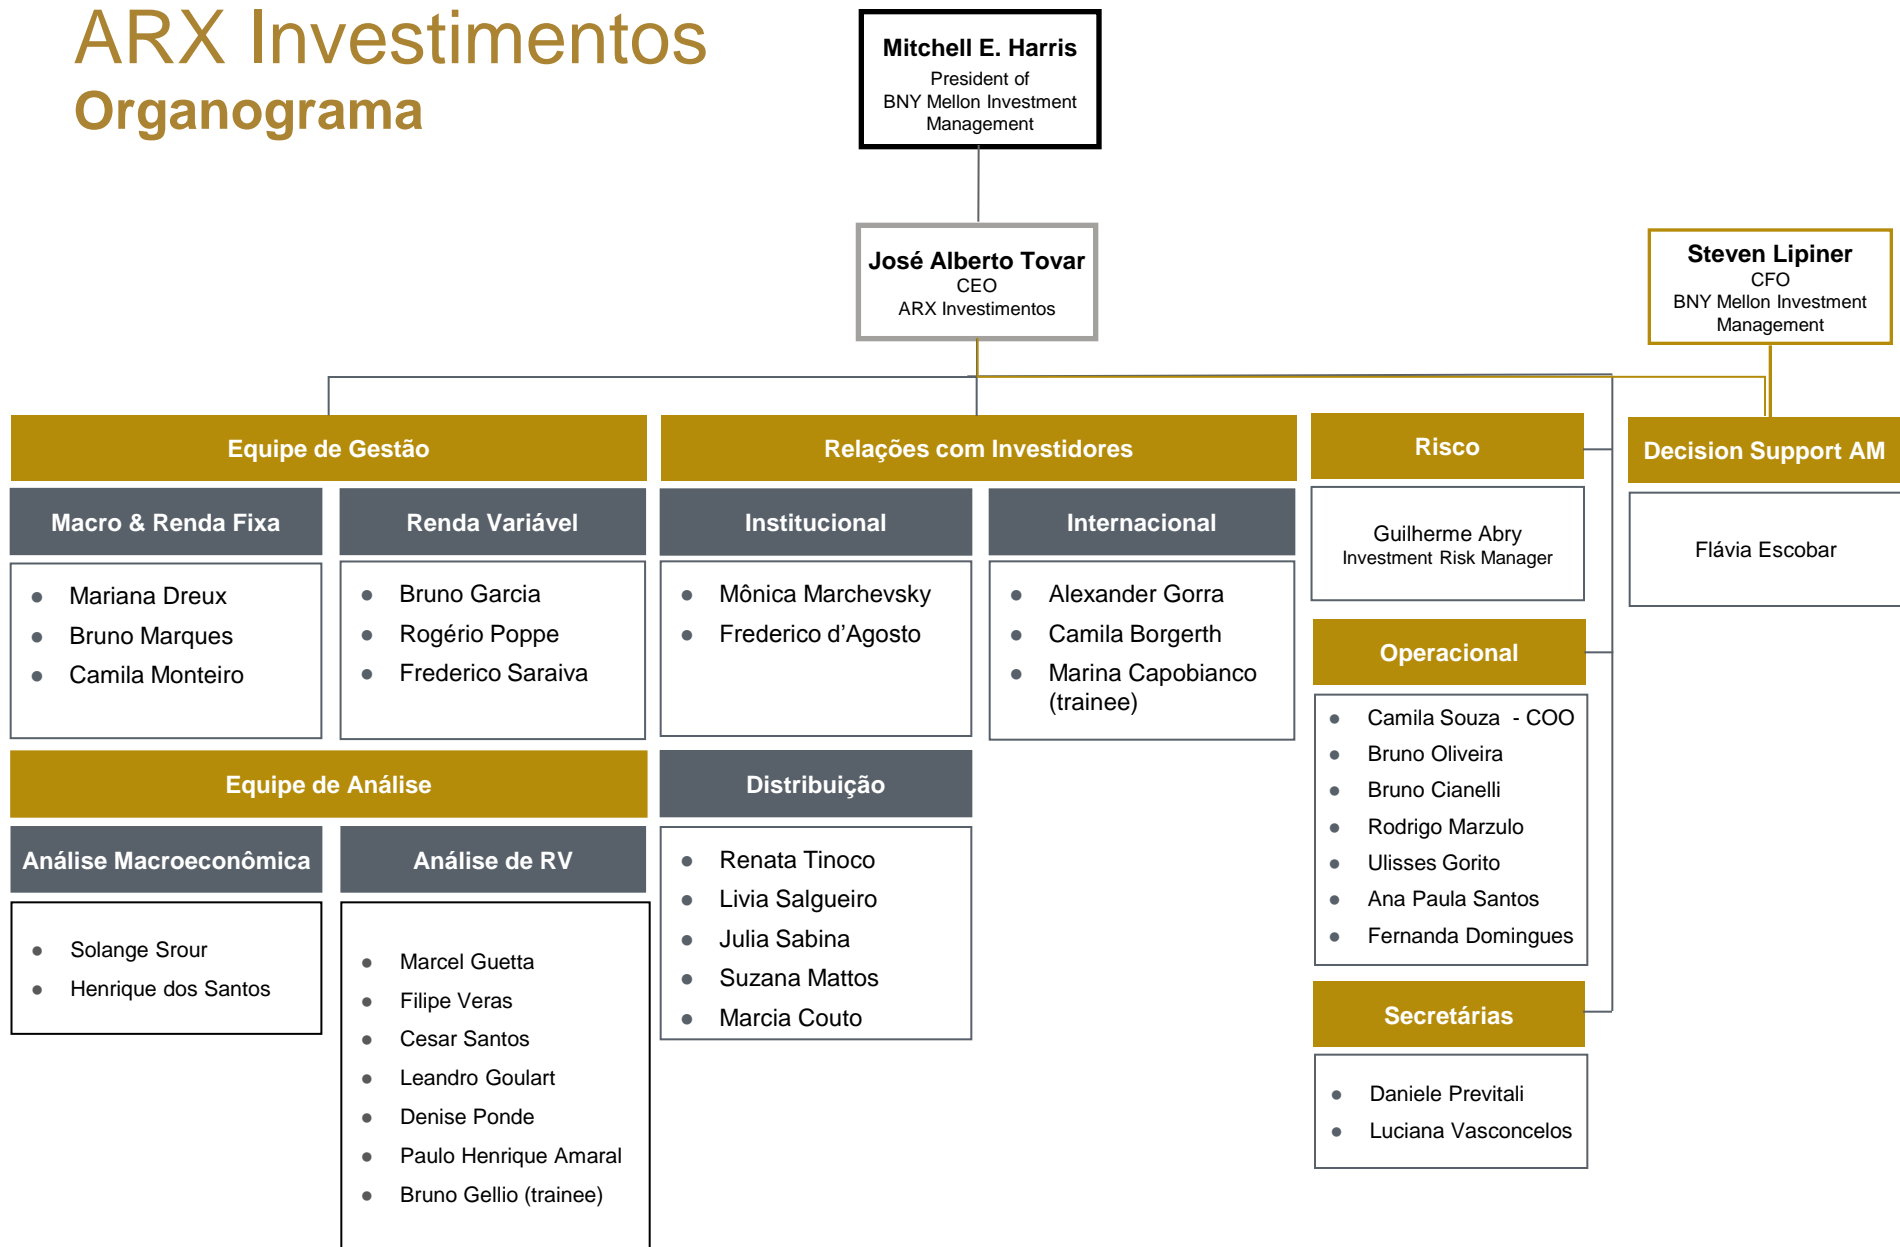 ARX Investimentos
Organograma
Mitchell E. Harris
President of
BNY Mellon Investment
Management
José Alberto Tovar
CEO
ARX Investimentos
Steven Lipiner
CFO
BNY Mellon Investment
Management
Equipe de Gestão
Macro & Renda Fixa
● Mariana Dreux
● Bruno Marques
● Camila Monteiro
Renda Variável
● Bruno Garcia
● Rogério Poppe
● Frederico Saraiva
Equipe de Análise
Análise Macroeconômica
● Solange Srour
● Henrique dos Santos
Análise de RV
● Marcel Guetta
● Filipe Veras
● Cesar Santos
● Leandro Goulart
● Denise Ponde
● Paulo Henrique Amaral
● Bruno Gellio (trainee)
Relações com Investidores
Institucional
● Mônica Marchevsky
● Frederico d’Agosto
Internacional
● Alexander Gorra
● Camila Borgerth
● Marina Capobianco
(trainee)
Distribuição
● Renata Tinoco
● Livia Salgueiro
● Julia Sabina
● Suzana Mattos
● Marcia Couto
Risco
Guilherme Abry
Investment Risk Manager
Operacional
● Camila Souza - COO
● Bruno Oliveira
● Bruno Cianelli
● Rodrigo Marzulo
● Ulisses Gorito
● Ana Paula Santos
● Fernanda Domingues
Secretárias
● Daniele Previtali
● Luciana Vasconcelos
Decision Support AM
Flávia Escobar